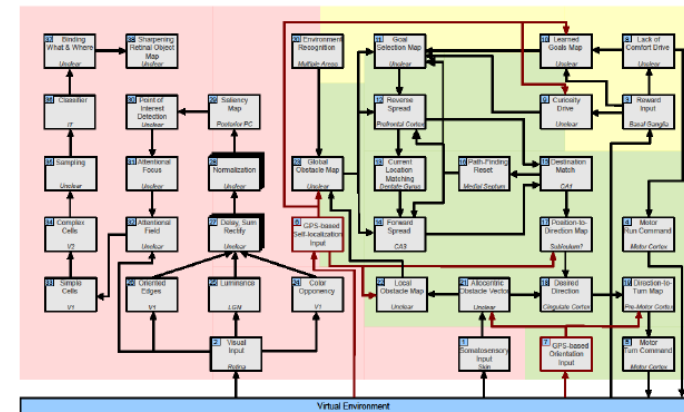 Binding
What & Where
Unclear
Sharpening
Retinal Object
Map
Unclear
Environment
Recognition
Multiple Areas
Goal
Selection Map
Unclear
Learned
Goals Map
Unclear
Lack of
Comfort Drive
Unclear
Classifier
IT
Point of
Interest
Detection
Unclear
Saliency
Map
Posterior PC
Reverse
Spread
Prefrontal Cortex
Curiosity
Drive
Unclear
Reward
Input
Basal Ganglia
Sampling
Unclear
Attentional
Focus
Unclear
Normalization
Unclear
Global
Obstacle Map
Unclear
Current
Location
Matching
Dentate Gyrus
Path-Finding
Reset
Medial Septum
Destination
Match
CA1
Complex
Cells
V2
Attentional
Field
Unclear
Delay, Sum
Rectify
Unclear
GPS-based
Self-localization
Input
Forward
Spread
CA3
Position-to-
Direction Map
Subiculum?
Motor
Run Command
Motor Cortex
Simple
Cells
V1
Oriented
Edges
V1
Luminance
LGN
Color
Opponency
V1
Local
Obstacle Map
Unclear
Allocentric
Obstacle Vector
Unclear
Desired
Direction
Cingulate Cortex
Direction-to-
Turn Map
Pre-Motor Cortex
2
Visual
Input
Retina
1
Somatosensory
Input
Skin
GPS-based
Orientation
Input
Motor
Turn Command
Motor Cortex
Virtual Environment